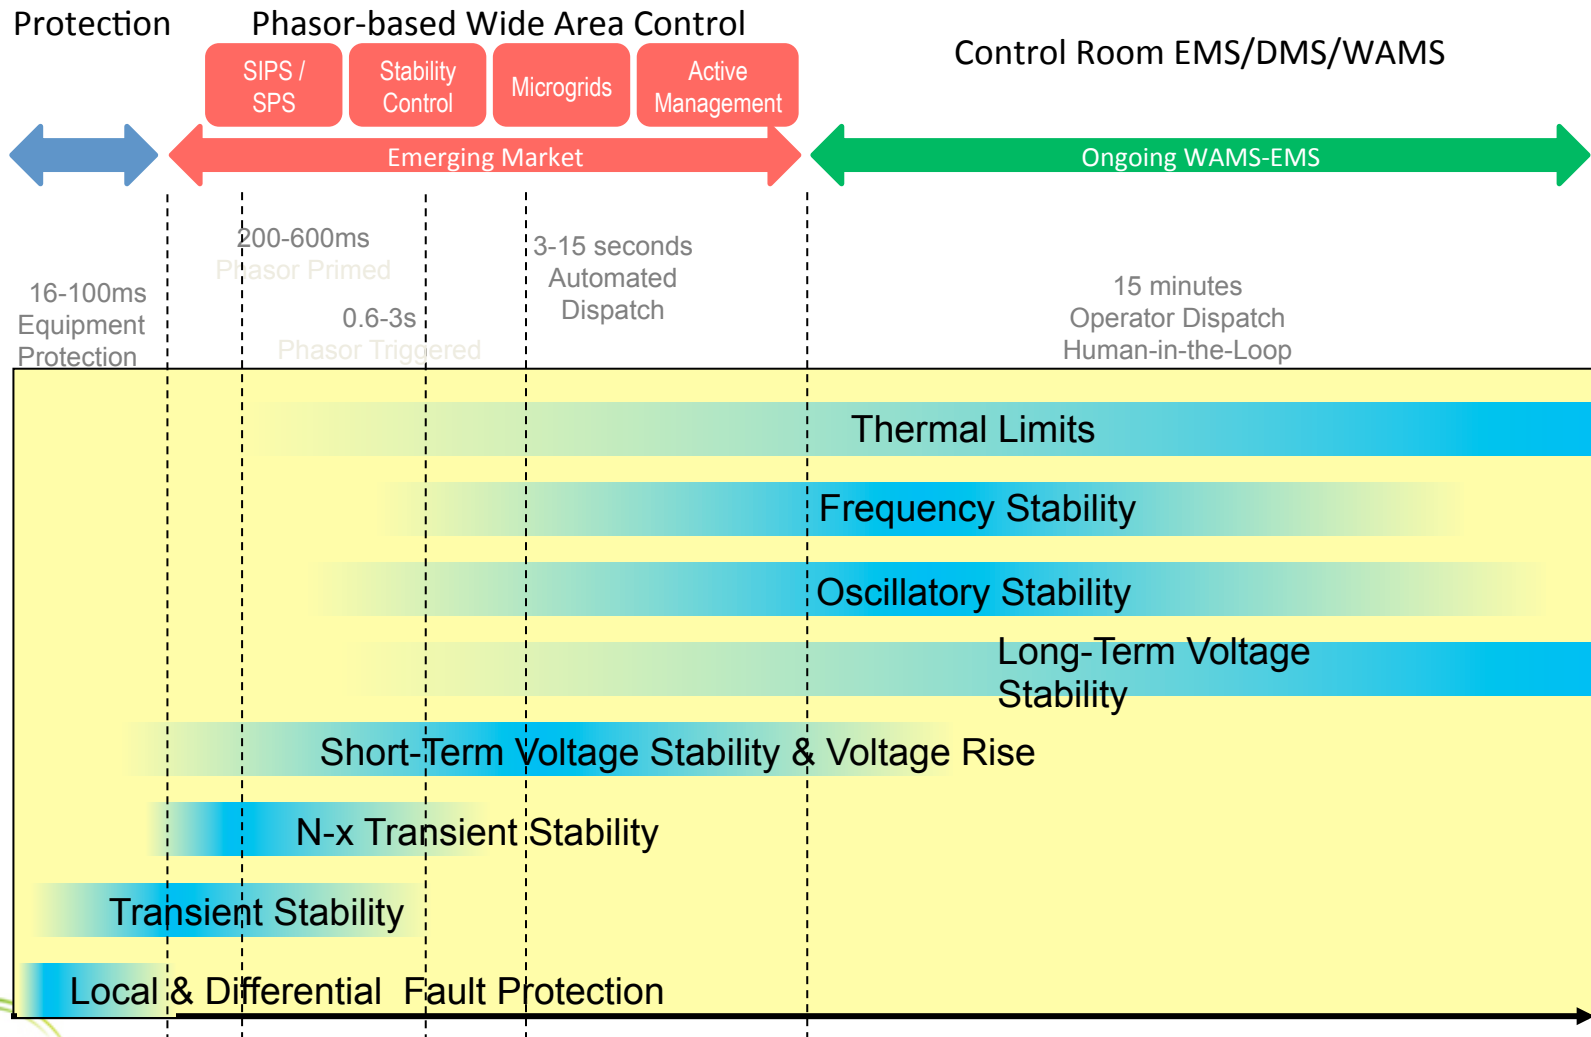 Protection
Phasor-based Wide Area Control
Control Room EMS/DMS/WAMS
SIPS /
SPS
Stability
Control
Microgrids
Active
Management
Emerging Market
Ongoing WAMS-EMS
200-600ms
Phasor Primed
3-15 seconds
Automated
Dispatch
16-100ms
Equipment
Protection
0.6-3s
Phasor Triggered
15 minutes
Operator Dispatch
Human-in-the-Loop
Thermal Limits
Frequency Stability
Oscillatory Stability
Long-Term Voltage
Stability
Short-Term Voltage Stability & Voltage Rise
N-x Transient Stability
Transient Stability
Local & Differential  Fault Protection